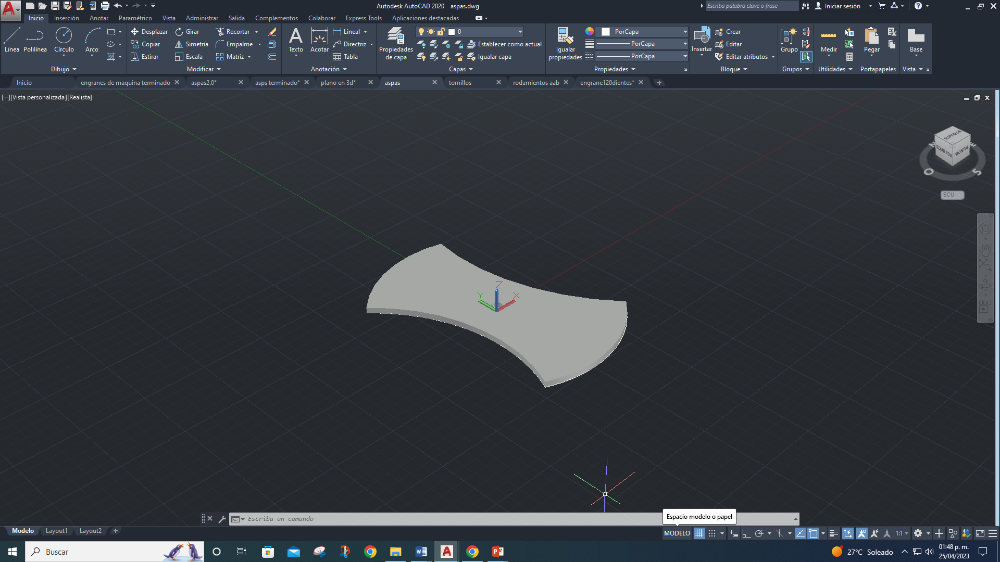 Autodesk AutoCAD 2020 aspas.dwg
Escriba palabra clave o frase
Iniciar sesión
Inicio Inserción Anotar Paramétrico Vista Administrar Salida Complementos Colaborar Express Tools Aplicaciones destacadas
Línea Polilínea Círculo Arco
Desplazar Girar Recortar
Copiar Simetría Empalme
Estirar Escala Matriz
Texto Acotar
Lineal
Directriz
Tabla
Propiedades de capa
0
Establecer como actual
Igualar capa
Igualar propiedades
PorCapa
PorCapa
PorCapa
Insertar
Crear
Editar
Editar atributos
Grupo
Medir
Pegar
Base
Dibujo Modificar Anotación Capas Propiedades Bloque Grupos Utilidades Portapapeles Vista
Inicio engranes de maquina terminado aspas2.0* asps terminado* plano en 3d* aspas tornillos rodamientos aab engrane120dientes*
[−][Vista personalizada][Realista]
SUPERIOR
IZQUIERDA FRONTAL
N E
O S
SCU
Z
Y X
Escriba un comando
Espacio modelo o papel
Modelo Layout1 Layout2
MODELO
1:1
Buscar
27°C Soleado
01:48 p. m.
25/04/2023